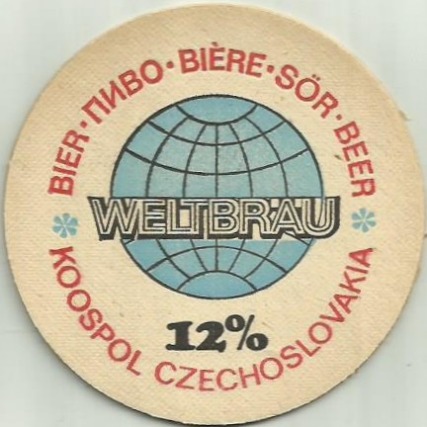 BIER·ПИВО·BIÈRE·SÖR·BEER
WELTBRÄU
12%
KOOSPOL CZECHOSLOVAKIA